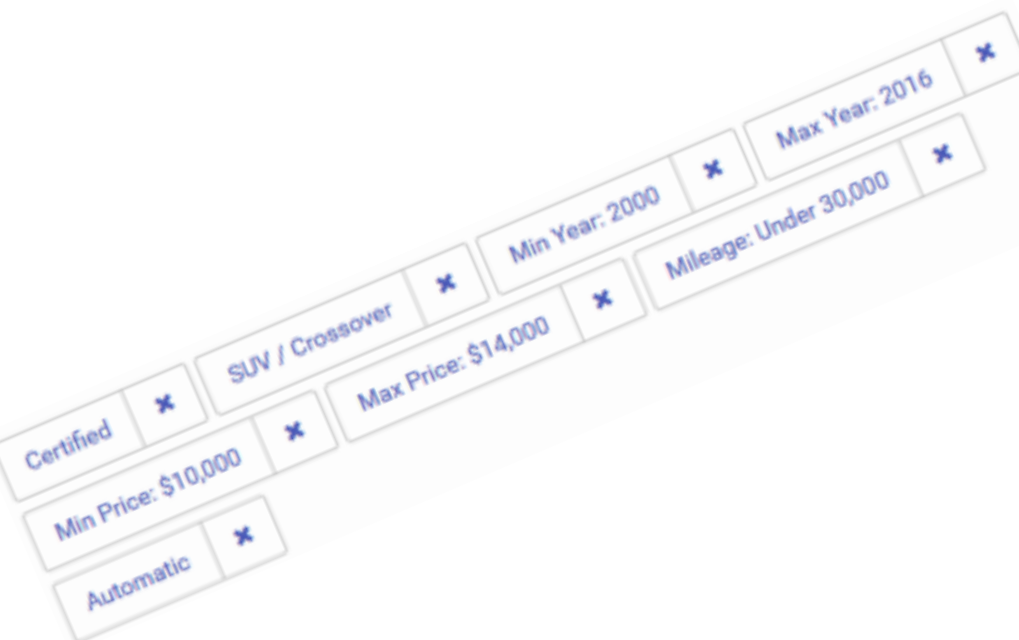 Certified ✖ SUV / Crossover ✖ Min Year: 2000 ✖ Max Year: 2016 ✖
Min Price: $10,000 ✖ Max Price: $14,000 ✖ Mileage: Under 30,000 ✖
Automatic ✖